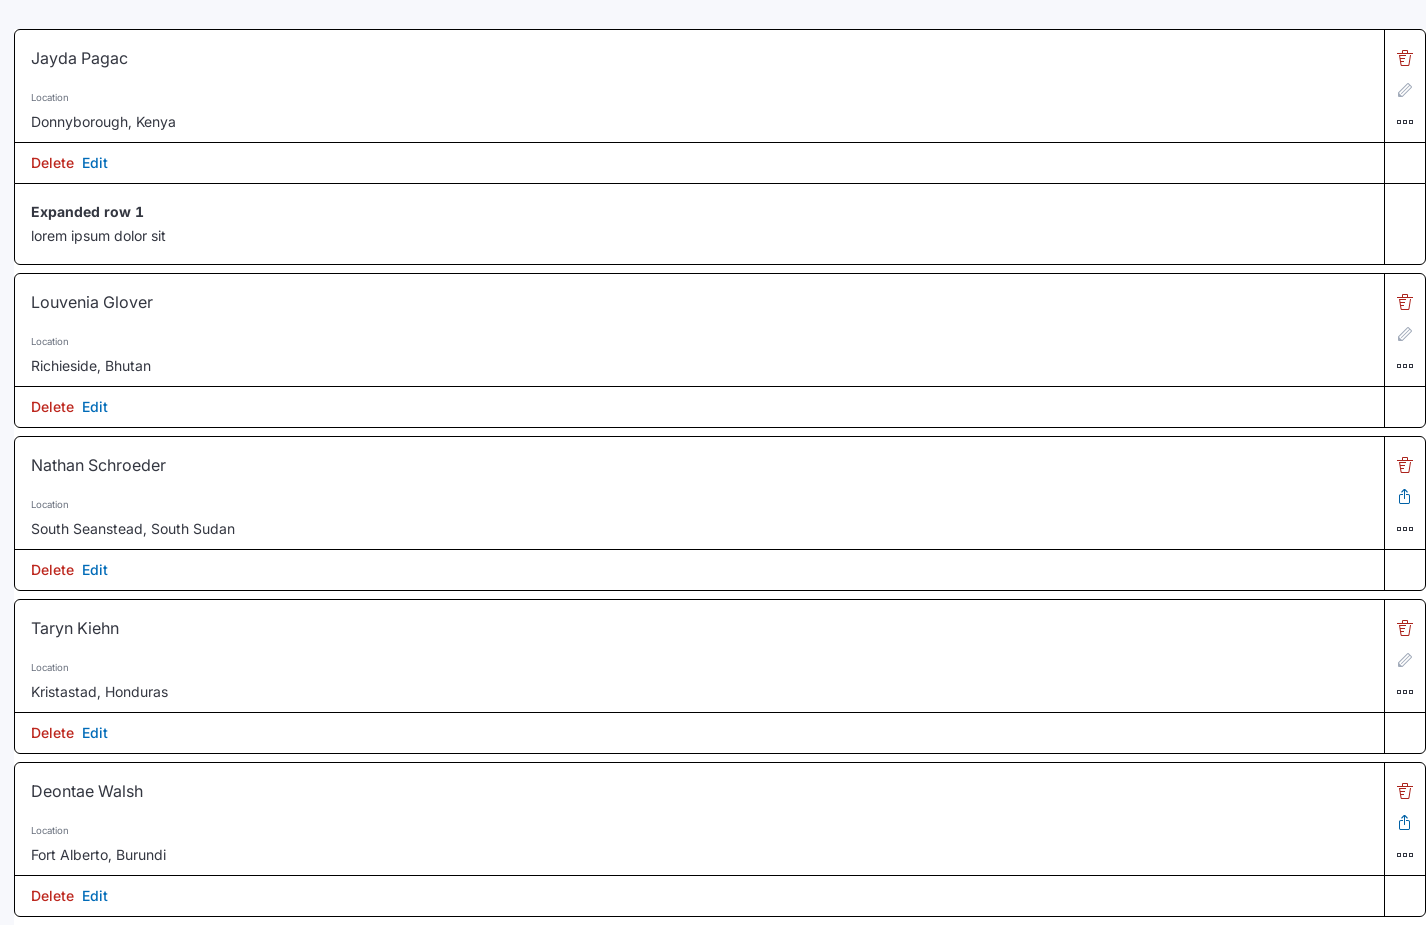 Jayda Pagac
Location
Donnyborough, Kenya
Delete Edit
Expanded row 1
lorem ipsum dolor sit
Louvenia Glover
Location
Richieside, Bhutan
Delete Edit
Nathan Schroeder
Location
South Seanstead, South Sudan
Delete Edit
Taryn Kiehn
Location
Kristastad, Honduras
Delete Edit
Deontae Walsh
Location
Fort Alberto, Burundi
Delete Edit